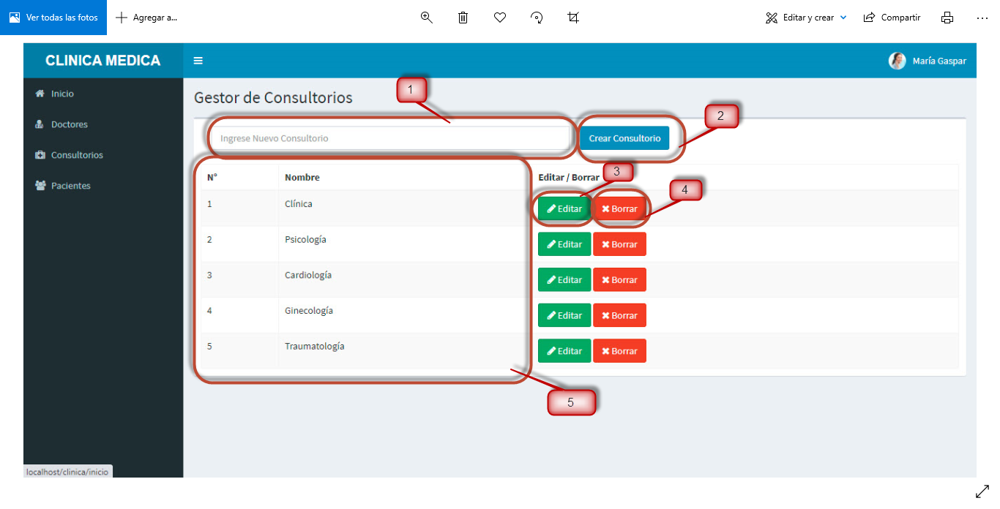 Ver todas las fotos Agregar a... Editar y crear Compartir
CLINICA MEDICA María Gaspar
Inicio
Doctores
Consultorios
Pacientes
Gestor de Consultorios
1
2
Ingrese Nuevo Consultorio Crear Consultorio
3
N° Nombre Editar / Borrar
4
1 Clínica Editar Borrar
2 Psicología Editar Borrar
3 Cardiología Editar Borrar
4 Ginecología Editar Borrar
5 Traumatología Editar Borrar
5
localhost/clinica/inicio